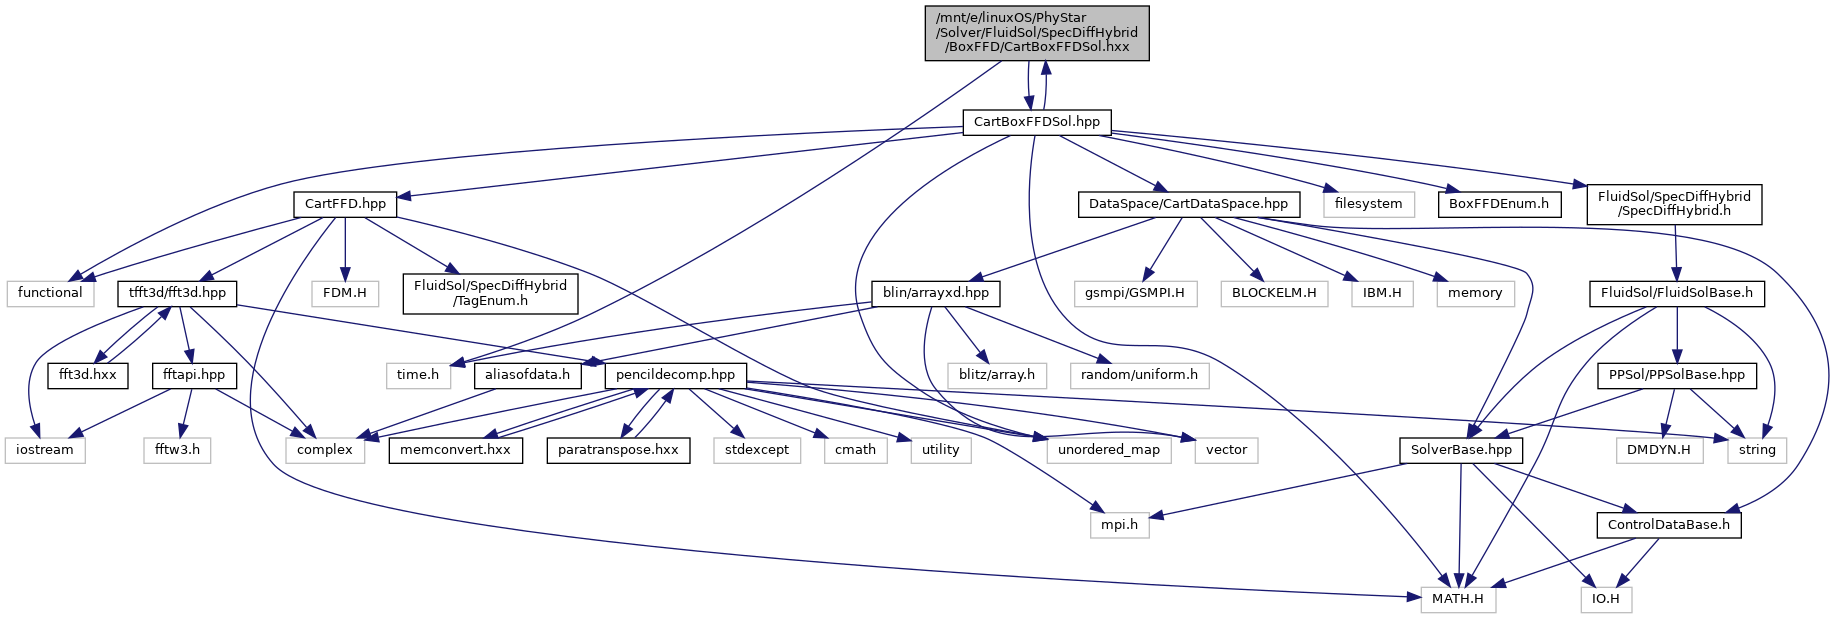 /mnt/e/linuxOS/PhyStar
/Solver/FluidSol/SpecDiffHybrid
/BoxFFD/CartBoxFFDSol.hxx
CartBoxFFDSol.hpp
CartFFD.hpp
DataSpace/CartDataSpace.hpp
filesystem
BoxFFDEnum.h
FluidSol/SpecDiffHybrid
/SpecDiffHybrid.h
functional
tfft3d/fft3d.hpp
FDM.H
FluidSol/SpecDiffHybrid
/TagEnum.h
blin/arrayxd.hpp
gsmpi/GSMPI.H
BLOCKELM.H
IBM.H
memory
FluidSol/FluidSolBase.h
fft3d.hxx
fftapi.hpp
time.h
aliasofdata.h
pencildecomp.hpp
blitz/array.h
random/uniform.h
PPSol/PPSolBase.hpp
iostream
fftw3.h
complex
memconvert.hxx
paratranspose.hxx
stdexcept
cmath
utility
unordered_map
vector
SolverBase.hpp
DMDYN.H
string
mpi.h
ControlDataBase.h
MATH.H
IO.H